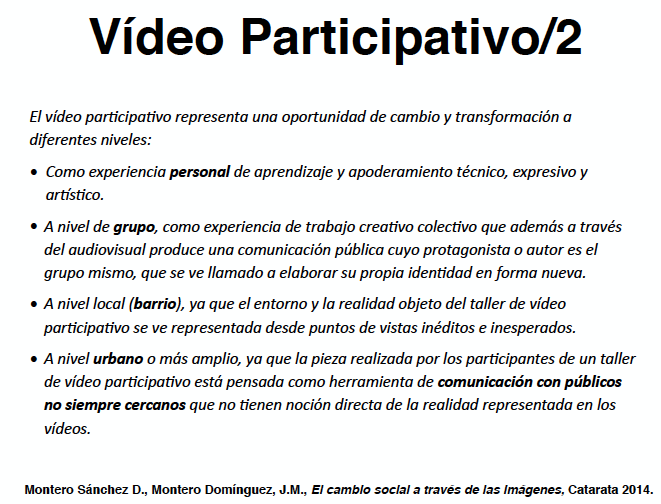 Vídeo Participativo/2
El vídeo participativo representa una oportunidad de cambio y transformación a
diferentes niveles:
• Como experiencia personal de aprendizaje y apoderamiento técnico, expresivo y
artístico.
• A nivel de grupo, como experiencia de trabajo creativo colectivo que además a través
del audiovisual produce una comunicación pública cuyo protagonista o autor es el
grupo mismo, que se ve llamado a elaborar su propia identidad en forma nueva.
• A nivel local (barrio), ya que el entorno y la realidad objeto del taller de vídeo
participativo se ve representada desde puntos de vistas inéditos e inesperados.
• A nivel urbano o más amplio, ya que la pieza realizada por los participantes de un taller
de vídeo participativo está pensada como herramienta de comunicación con públicos
no siempre cercanos que no tienen noción directa de la realidad representada en los
vídeos.
Montero Sánchez D., Montero Domínguez, J.M., El cambio social a través de las imágenes, Catarata 2014.